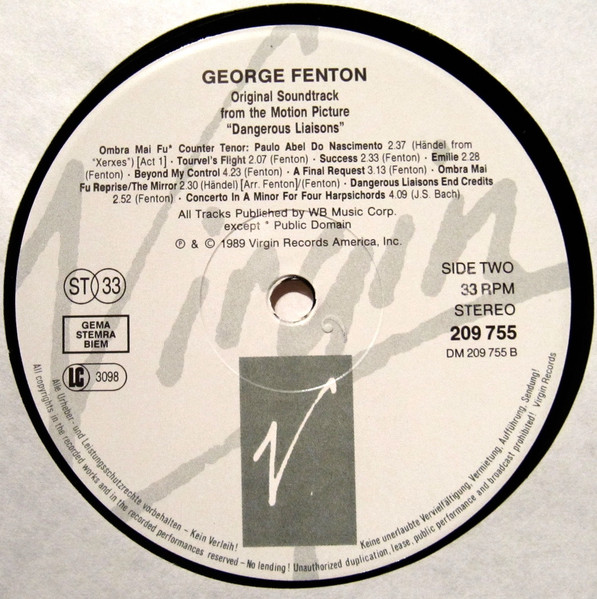 GEORGE FENTON
Original Soundtrack
from the Motion Picture
"Dangerous Liaisons"
Ombra Mai Fu* Counter Tenor: Paulo Abel Do Nascimento 2.37 (Händel from
"Xerxes") [Act 1] · Tourvel's Flight 2.07 (Fenton) · Success 2.33 (Fenton) · Emilie 2.28
(Fenton) · Beyond My Control 4.23 (Fenton) · A Final Request 3.13 (Fenton) · Ombra Mai
Fu Reprise/The Mirror 2.30 (Händel) [Arr. Fenton]/(Fenton) · Dangerous Liaisons End Credits
2.52 (Fenton) · Concerto In A Minor For Four Harpsichords 4.09 (J.S. Bach)
All Tracks Published by WB Music Corp.
except * Public Domain
℗ & © 1989 Virgin Records America, Inc.
Virgin
ST 33
GEMA
STEMRA
BIEM
LC 3098
SIDE TWO
33 RPM
STEREO
209 755
DM 209 755 B
V
Alle Urheber- und Leistungsschutzrechte vorbehalten – Kein Verleih! Keine unerlaubte Vervielfältigung, Vermietung, Aufführung, Sendung!
All copyrights in the recorded works and in the recorded performances reserved – No lending! Unauthorized duplication, lease, public performance and broadcast prohibited! Virgin Records